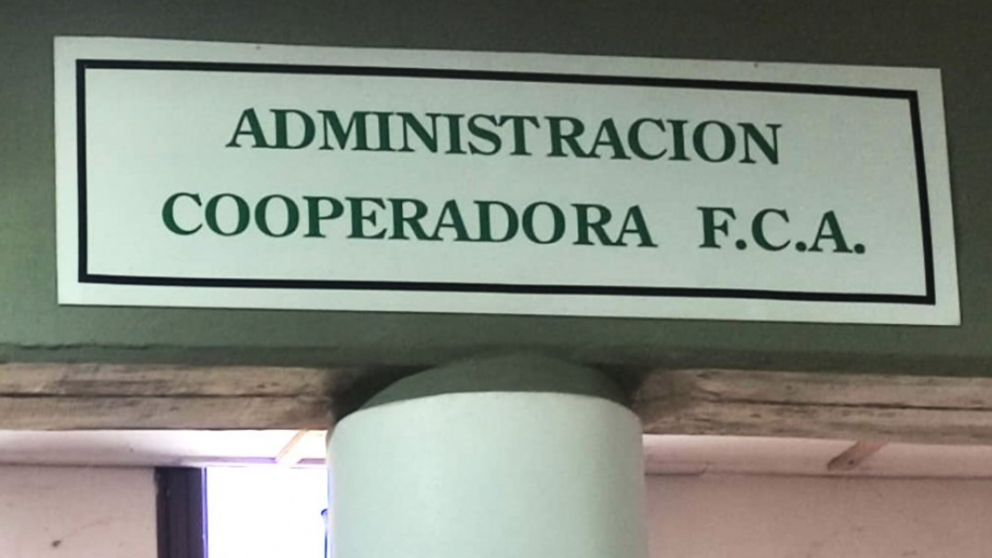 ADMINISTRACION
COOPERADORA F.C.A.